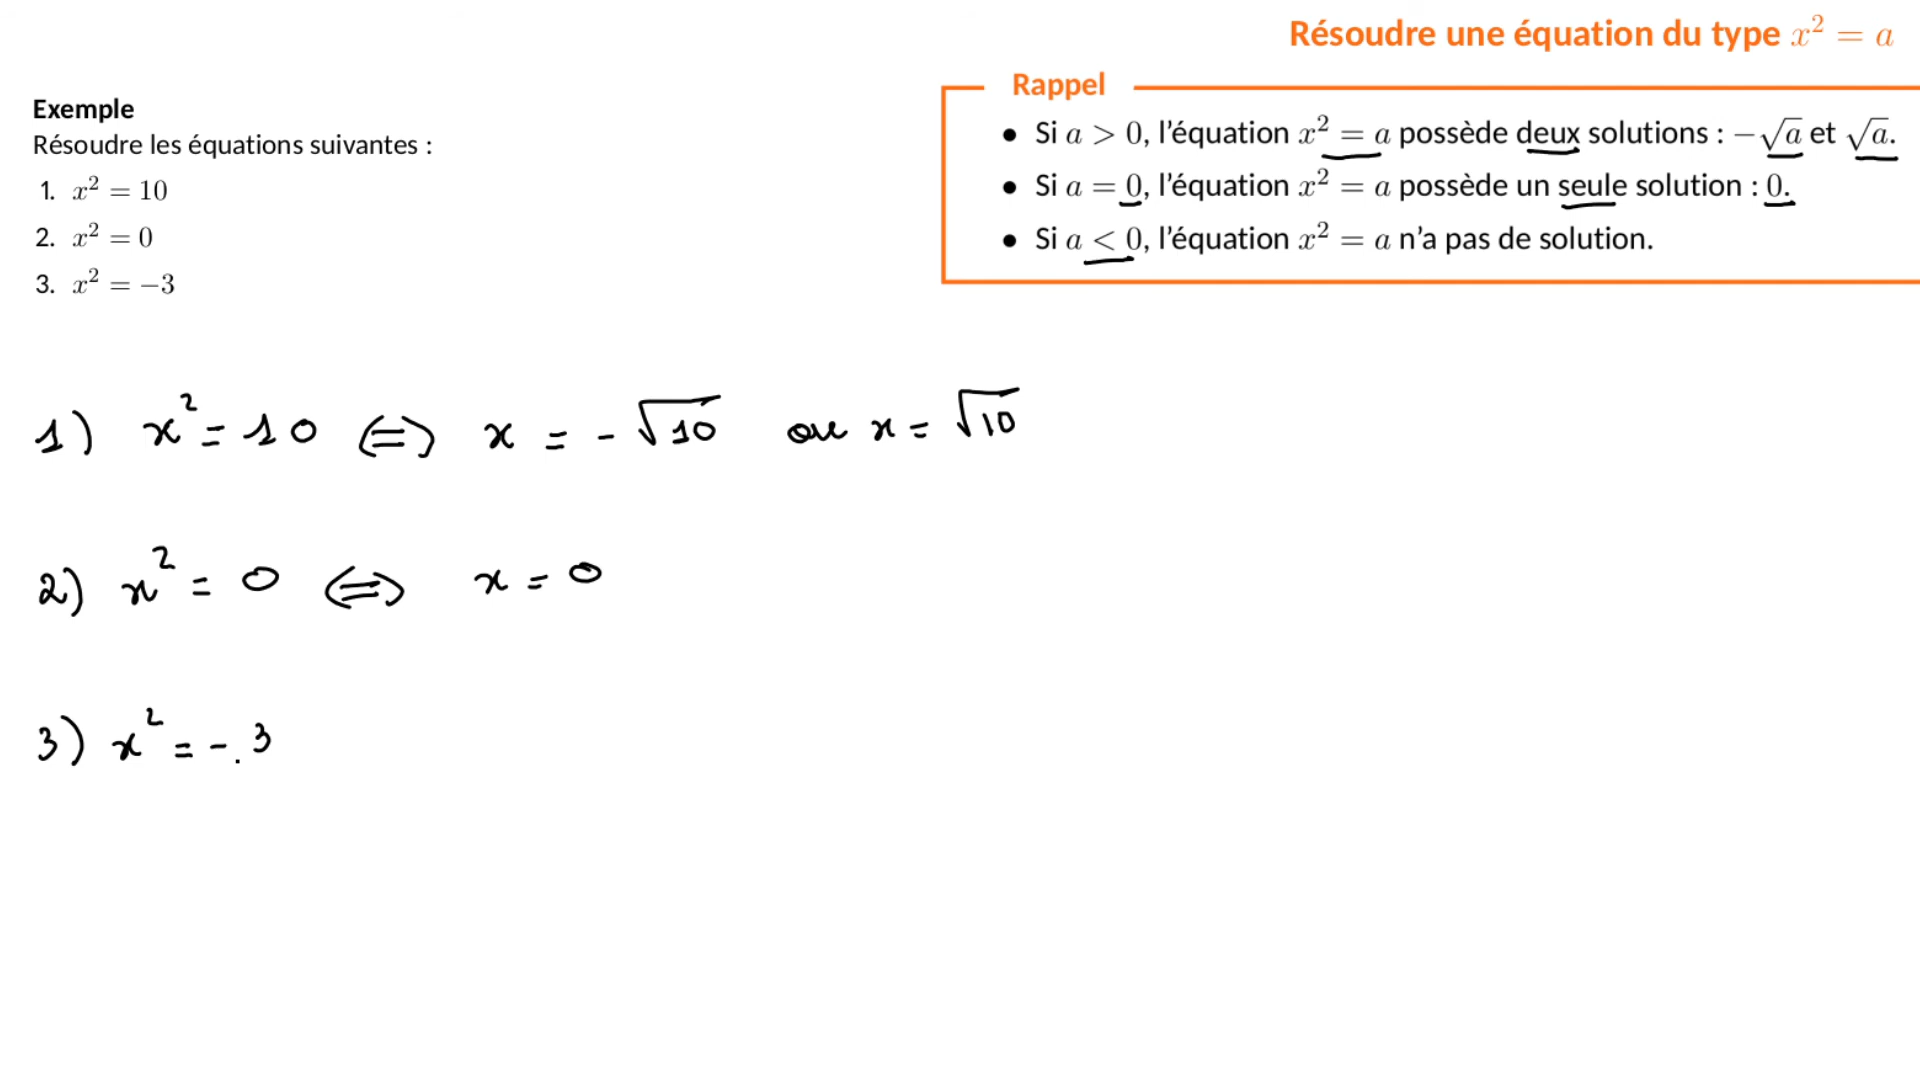 Résoudre une équation du type x² = a
Rappel
• Si a > 0, l'équation x² = a possède deux solutions : −√a et √a.
• Si a = 0, l'équation x² = a possède un seule solution : 0.
• Si a < 0, l'équation x² = a n'a pas de solution.
Exemple
Résoudre les équations suivantes :
1. x² = 10
2. x² = 0
3. x² = −3
1) x² = 10 ⇔ x = -√10 ou x = √10
2) x² = 0 ⇔ x = 0
3) x² = -.3